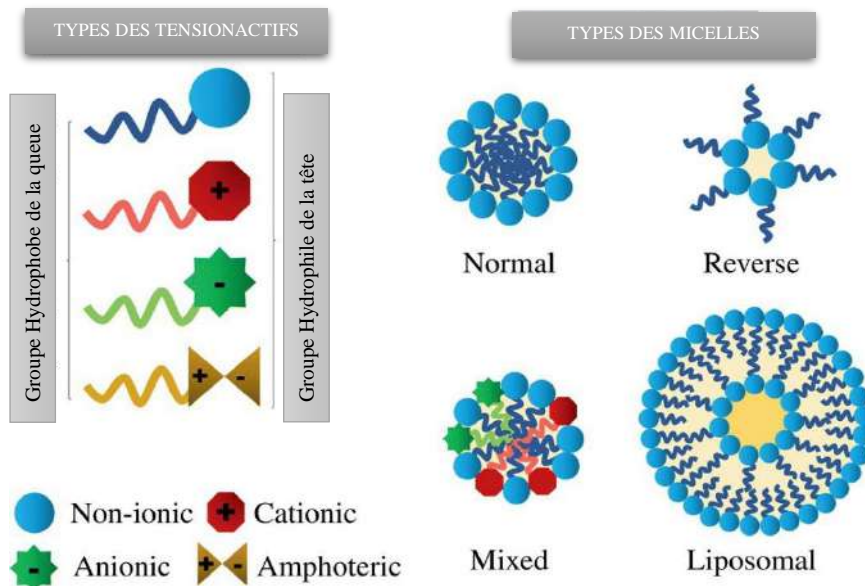 TYPES DES TENSIONACTIFS
TYPES DES MICELLES
Groupe Hydrophobe de la queue
Groupe Hydrophile de la tête
+
-
+ -
Normal
Reverse
Mixed
Liposomal
Non-ionic
+ Cationic
- Anionic
+ - Amphoteric